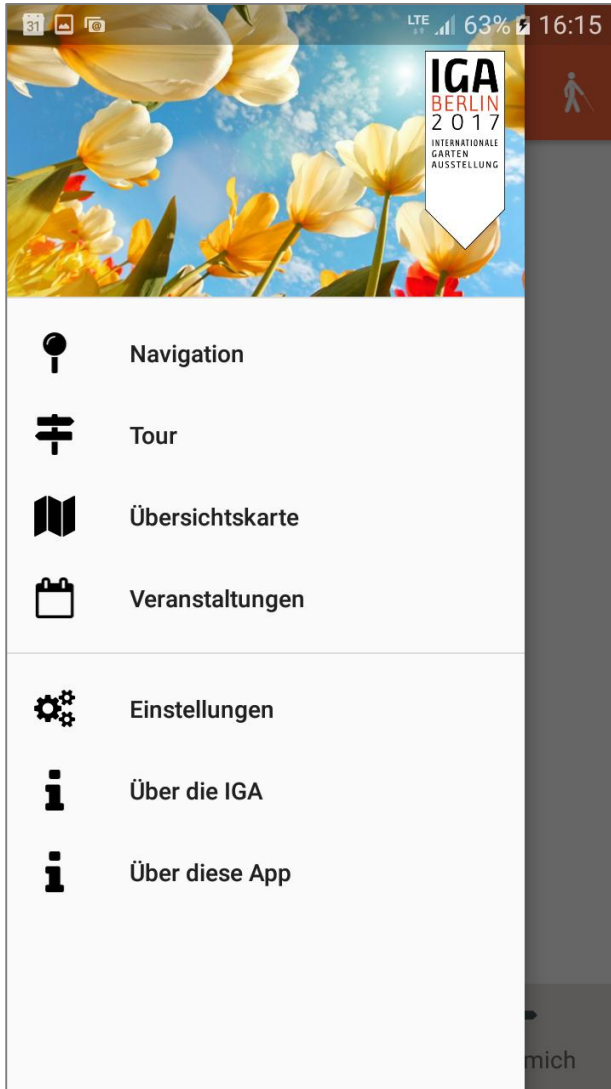 31
LTE
63%
16:15
IGA
BERLIN
2017
INTERNATIONALE
GARTEN
AUSSTELLUNG
Navigation
Tour
Übersichtskarte
Veranstaltungen
Einstellungen
Über die IGA
Über diese App
mich